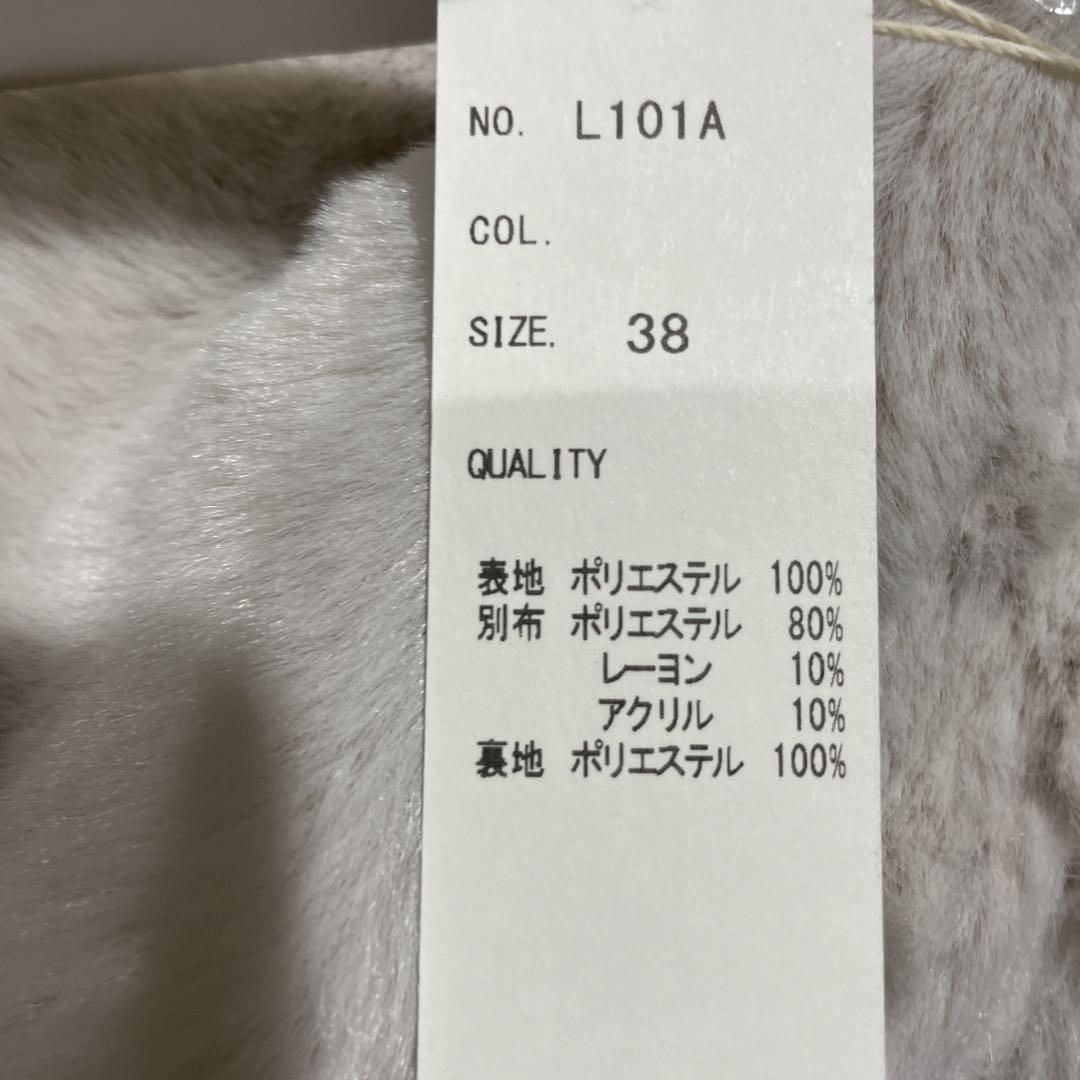 NO. L101A
COL.
SIZE. 38
QUALITY
表地 ポリエステル 100%
別布 ポリエステル 80%
レーヨン 10%
アクリル 10%
裏地 ポリエステル 100%